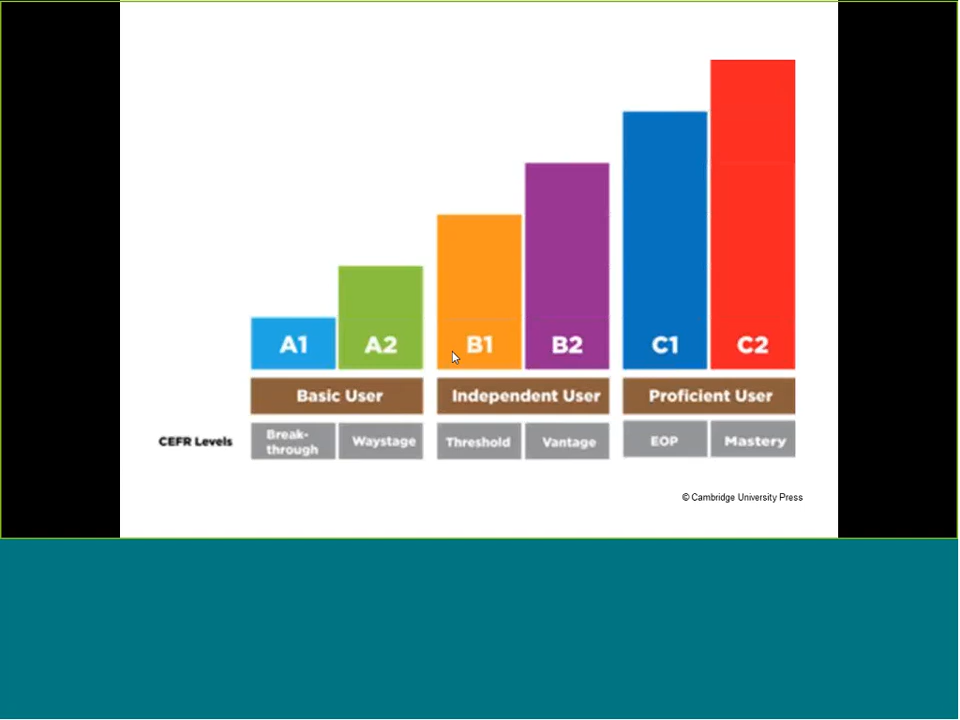 A1 A2 B1 B2 C1 C2
Basic User Independent User Proficient User
CEFR Levels
Break-
through
Waystage
Threshold
Vantage
EOP
Mastery
© Cambridge University Press